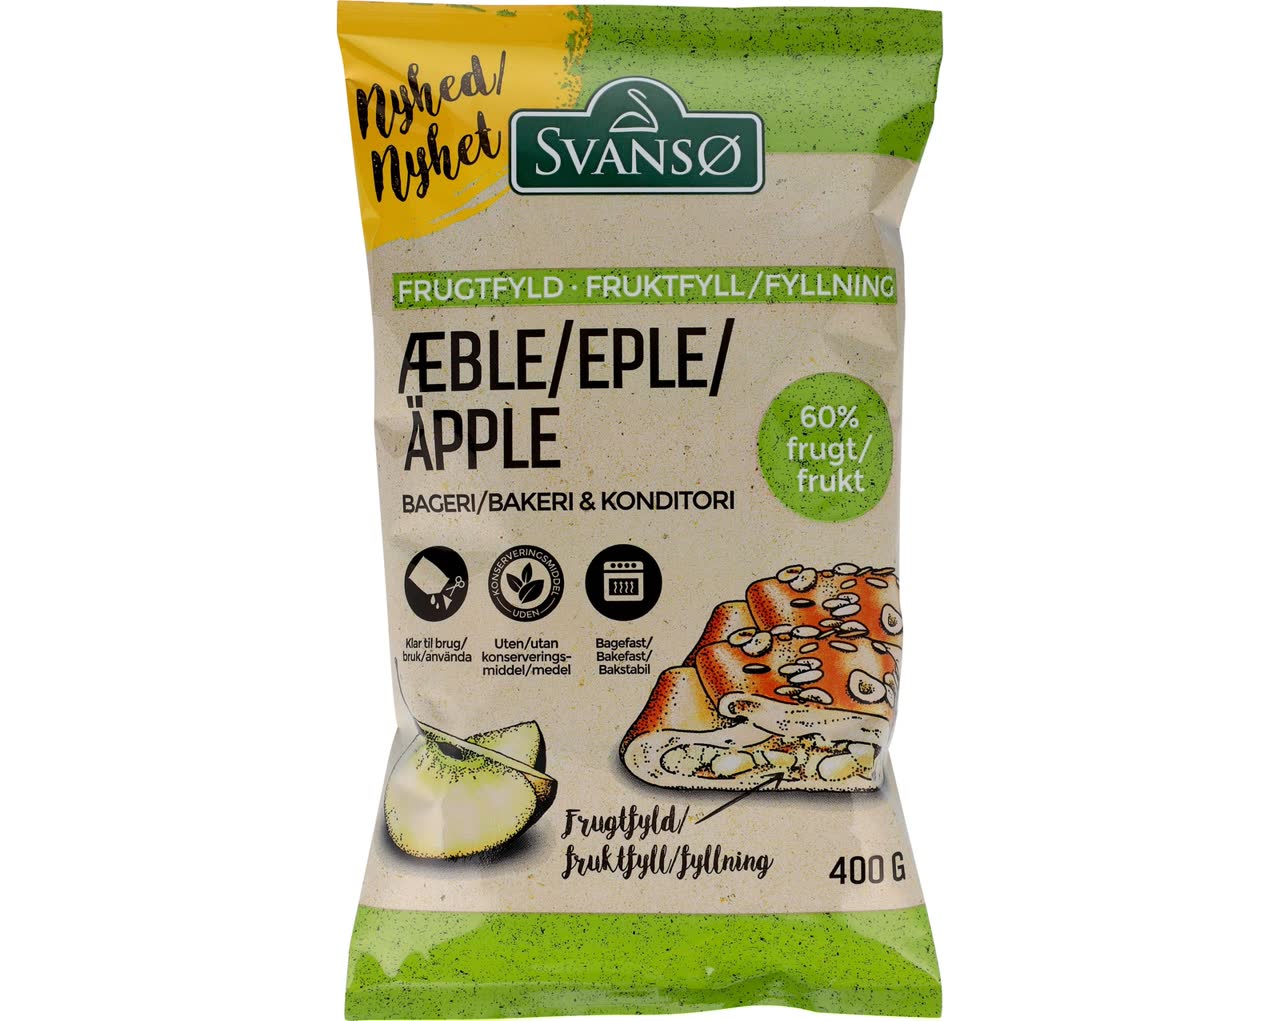 Nyhed/
Nyhet
SVANSØ
FRUGTFYLD · FRUKTFYLL/FYLLNING
ÆBLE/EPLE/
ÄPPLE
60%
frugt/
frukt
BAGERI/BAKERI & KONDITORI
KONSERVERINGSMIDDEL
UDEN
Klar til brug/
bruk/använda
Uten/utan
konserverings-
middel/medel
Bagefast/
Bakefast/
Bakstabil
Frugtfyld/
fruktfyll/fyllning
400 G